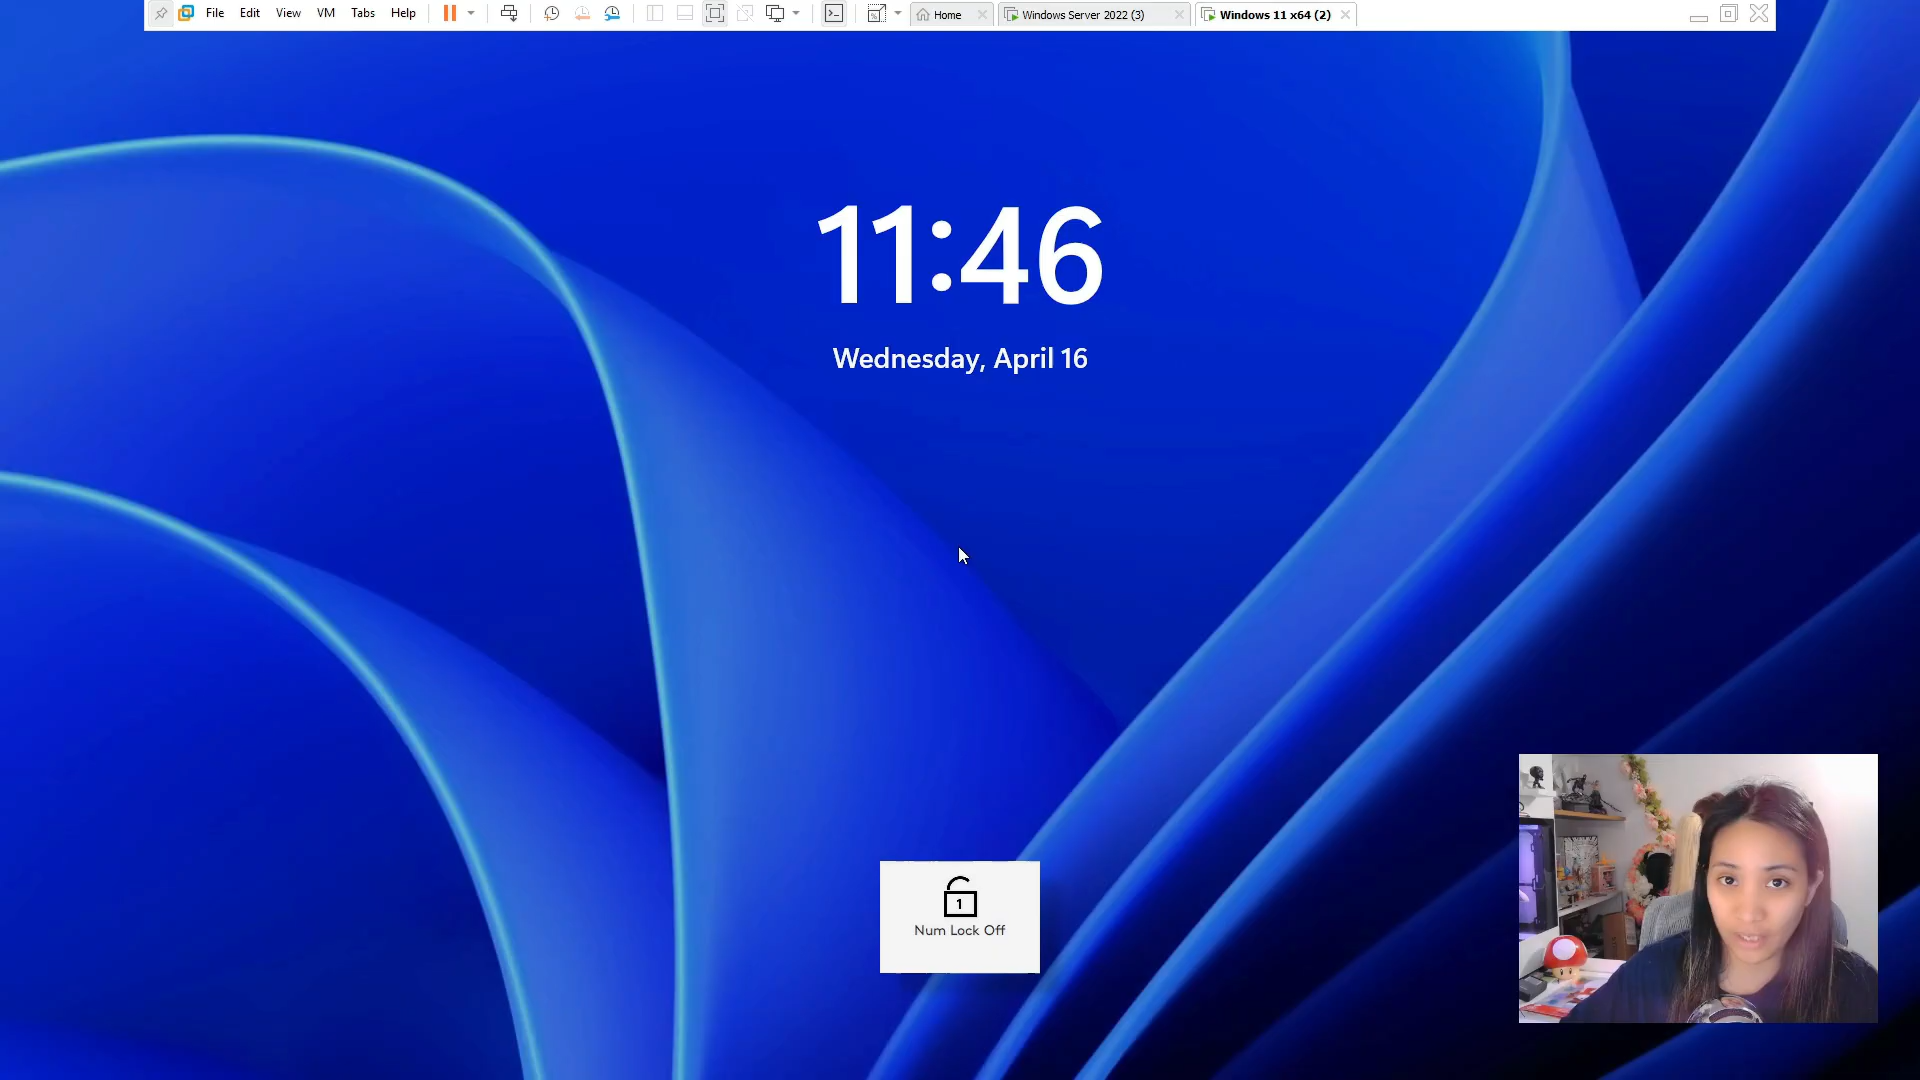 File Edit View VM Tabs Help Home Windows Server 2022 (3) Windows 11 x64 (2)
11:46
Wednesday, April 16
1
Num Lock Off